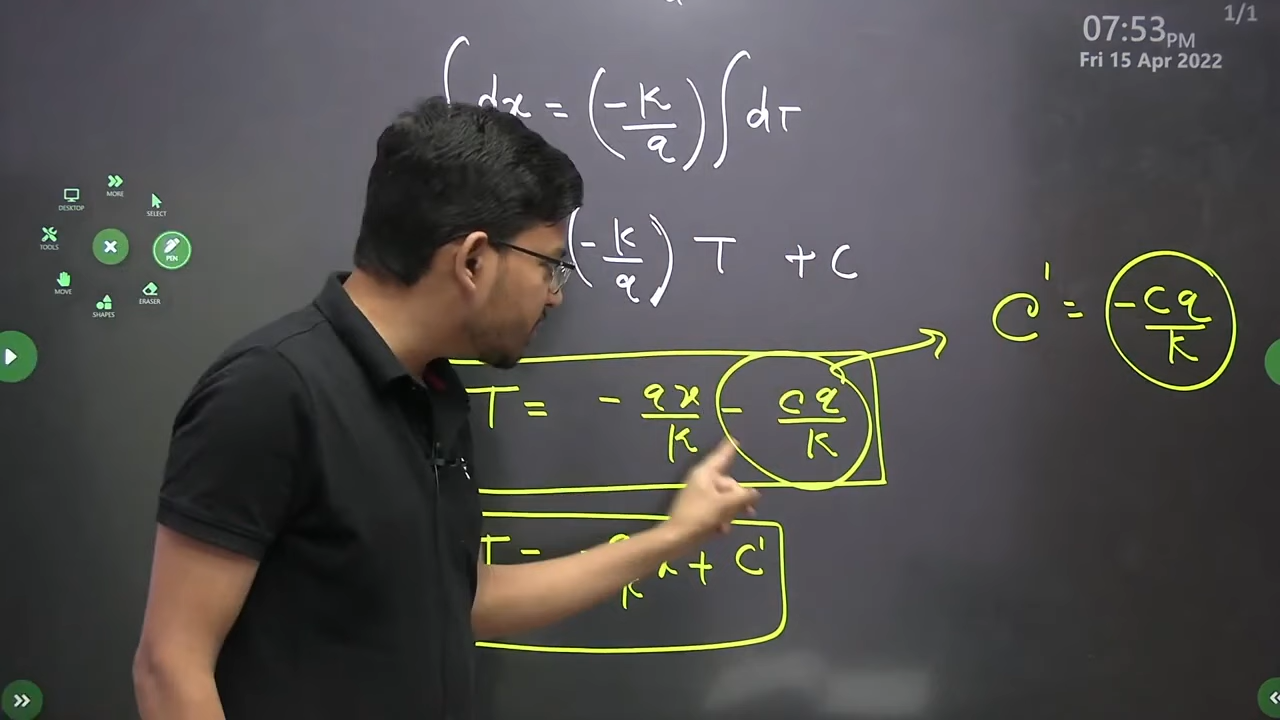 1/1
07:53PM
Fri 15 Apr 2022
∫ dx = (-k/q) ∫ dT
(-k/q) T + C
C' = -cq/k
T = - qx/k - cq/k
T = - q/k x + C'
MORE
DESKTOP
SELECT
TOOLS
PEN
MOVE
ERASER
SHAPES